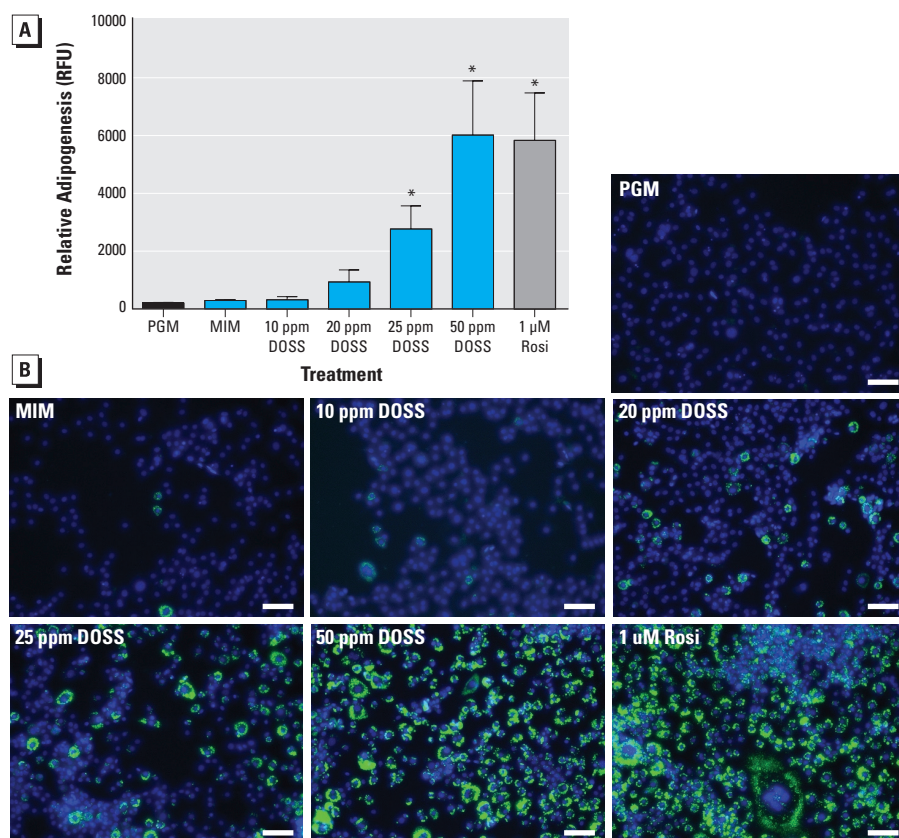 A
Relative Adipogenesis (RFU)
10000
8000
6000
4000
2000
0
*
*
*
PGM
MIM
10 ppm
DOSS
20 ppm
DOSS
25 ppm
DOSS
50 ppm
DOSS
1 µM
Rosi
Treatment
B
PGM
MIM
10 ppm DOSS
20 ppm DOSS
25 ppm DOSS
50 ppm DOSS
1 uM Rosi